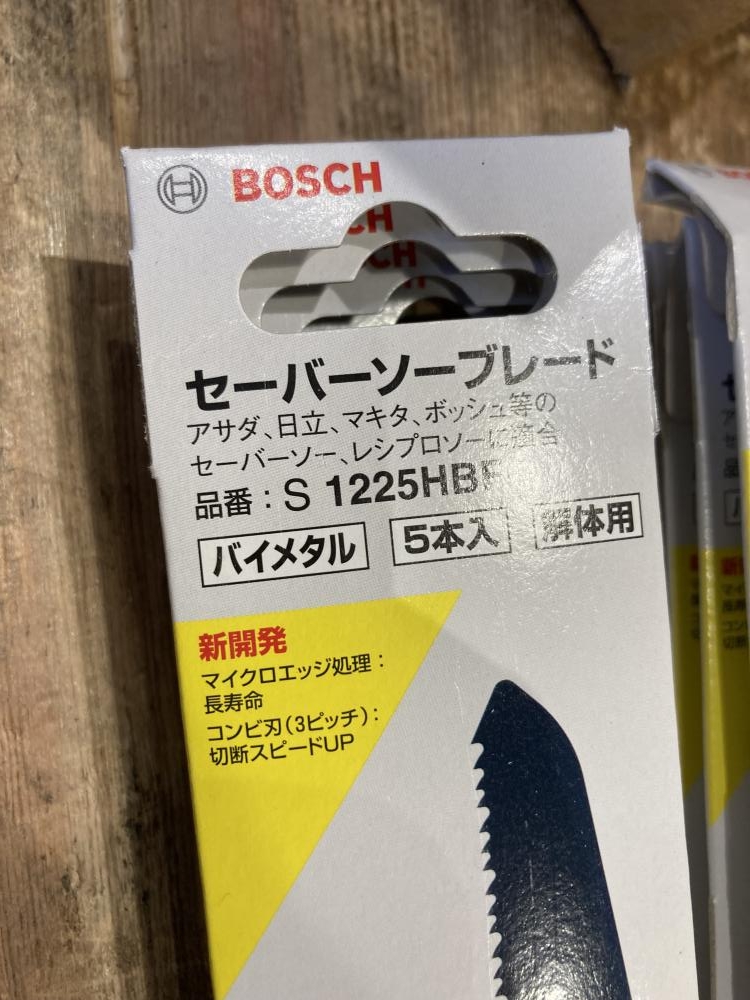 BOSCH
CH
CH
セーバーソーブレード
アサダ、日立、マキタ、ボッシュ等の
セーバーソー、レシプロソーに適合
品番：S 1225HBF
バイメタル 5本入 解体用
新開発
マイクロエッジ処理：
長寿命
コンビ刃（3ピッチ）：
切断スピードUP